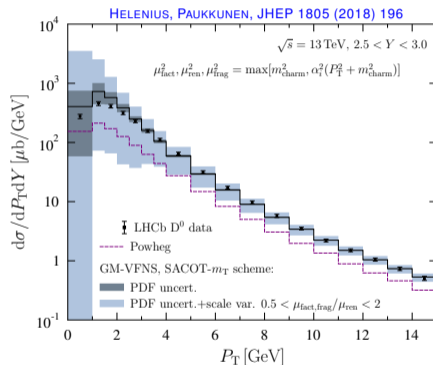 HELENIUS, PAUKKUNEN, JHEP 1805 (2018) 196
√s = 13 TeV, 2.5 < Y < 3.0
μ²fact, μ²ren, μ²frag = max[m²charm, αi²(PT² + m²charm)]
dσ/dPTdY [μb/GeV]
10⁴
10³
10²
10
1
10⁻¹
LHCb D⁰ data
Powheg
GM-VFNS, SACOT-mT scheme:
PDF uncert.
PDF uncert.+scale var. 0.5 < μfact,frag/μren < 2
0 2 4 6 8 10 12 14
PT [GeV]